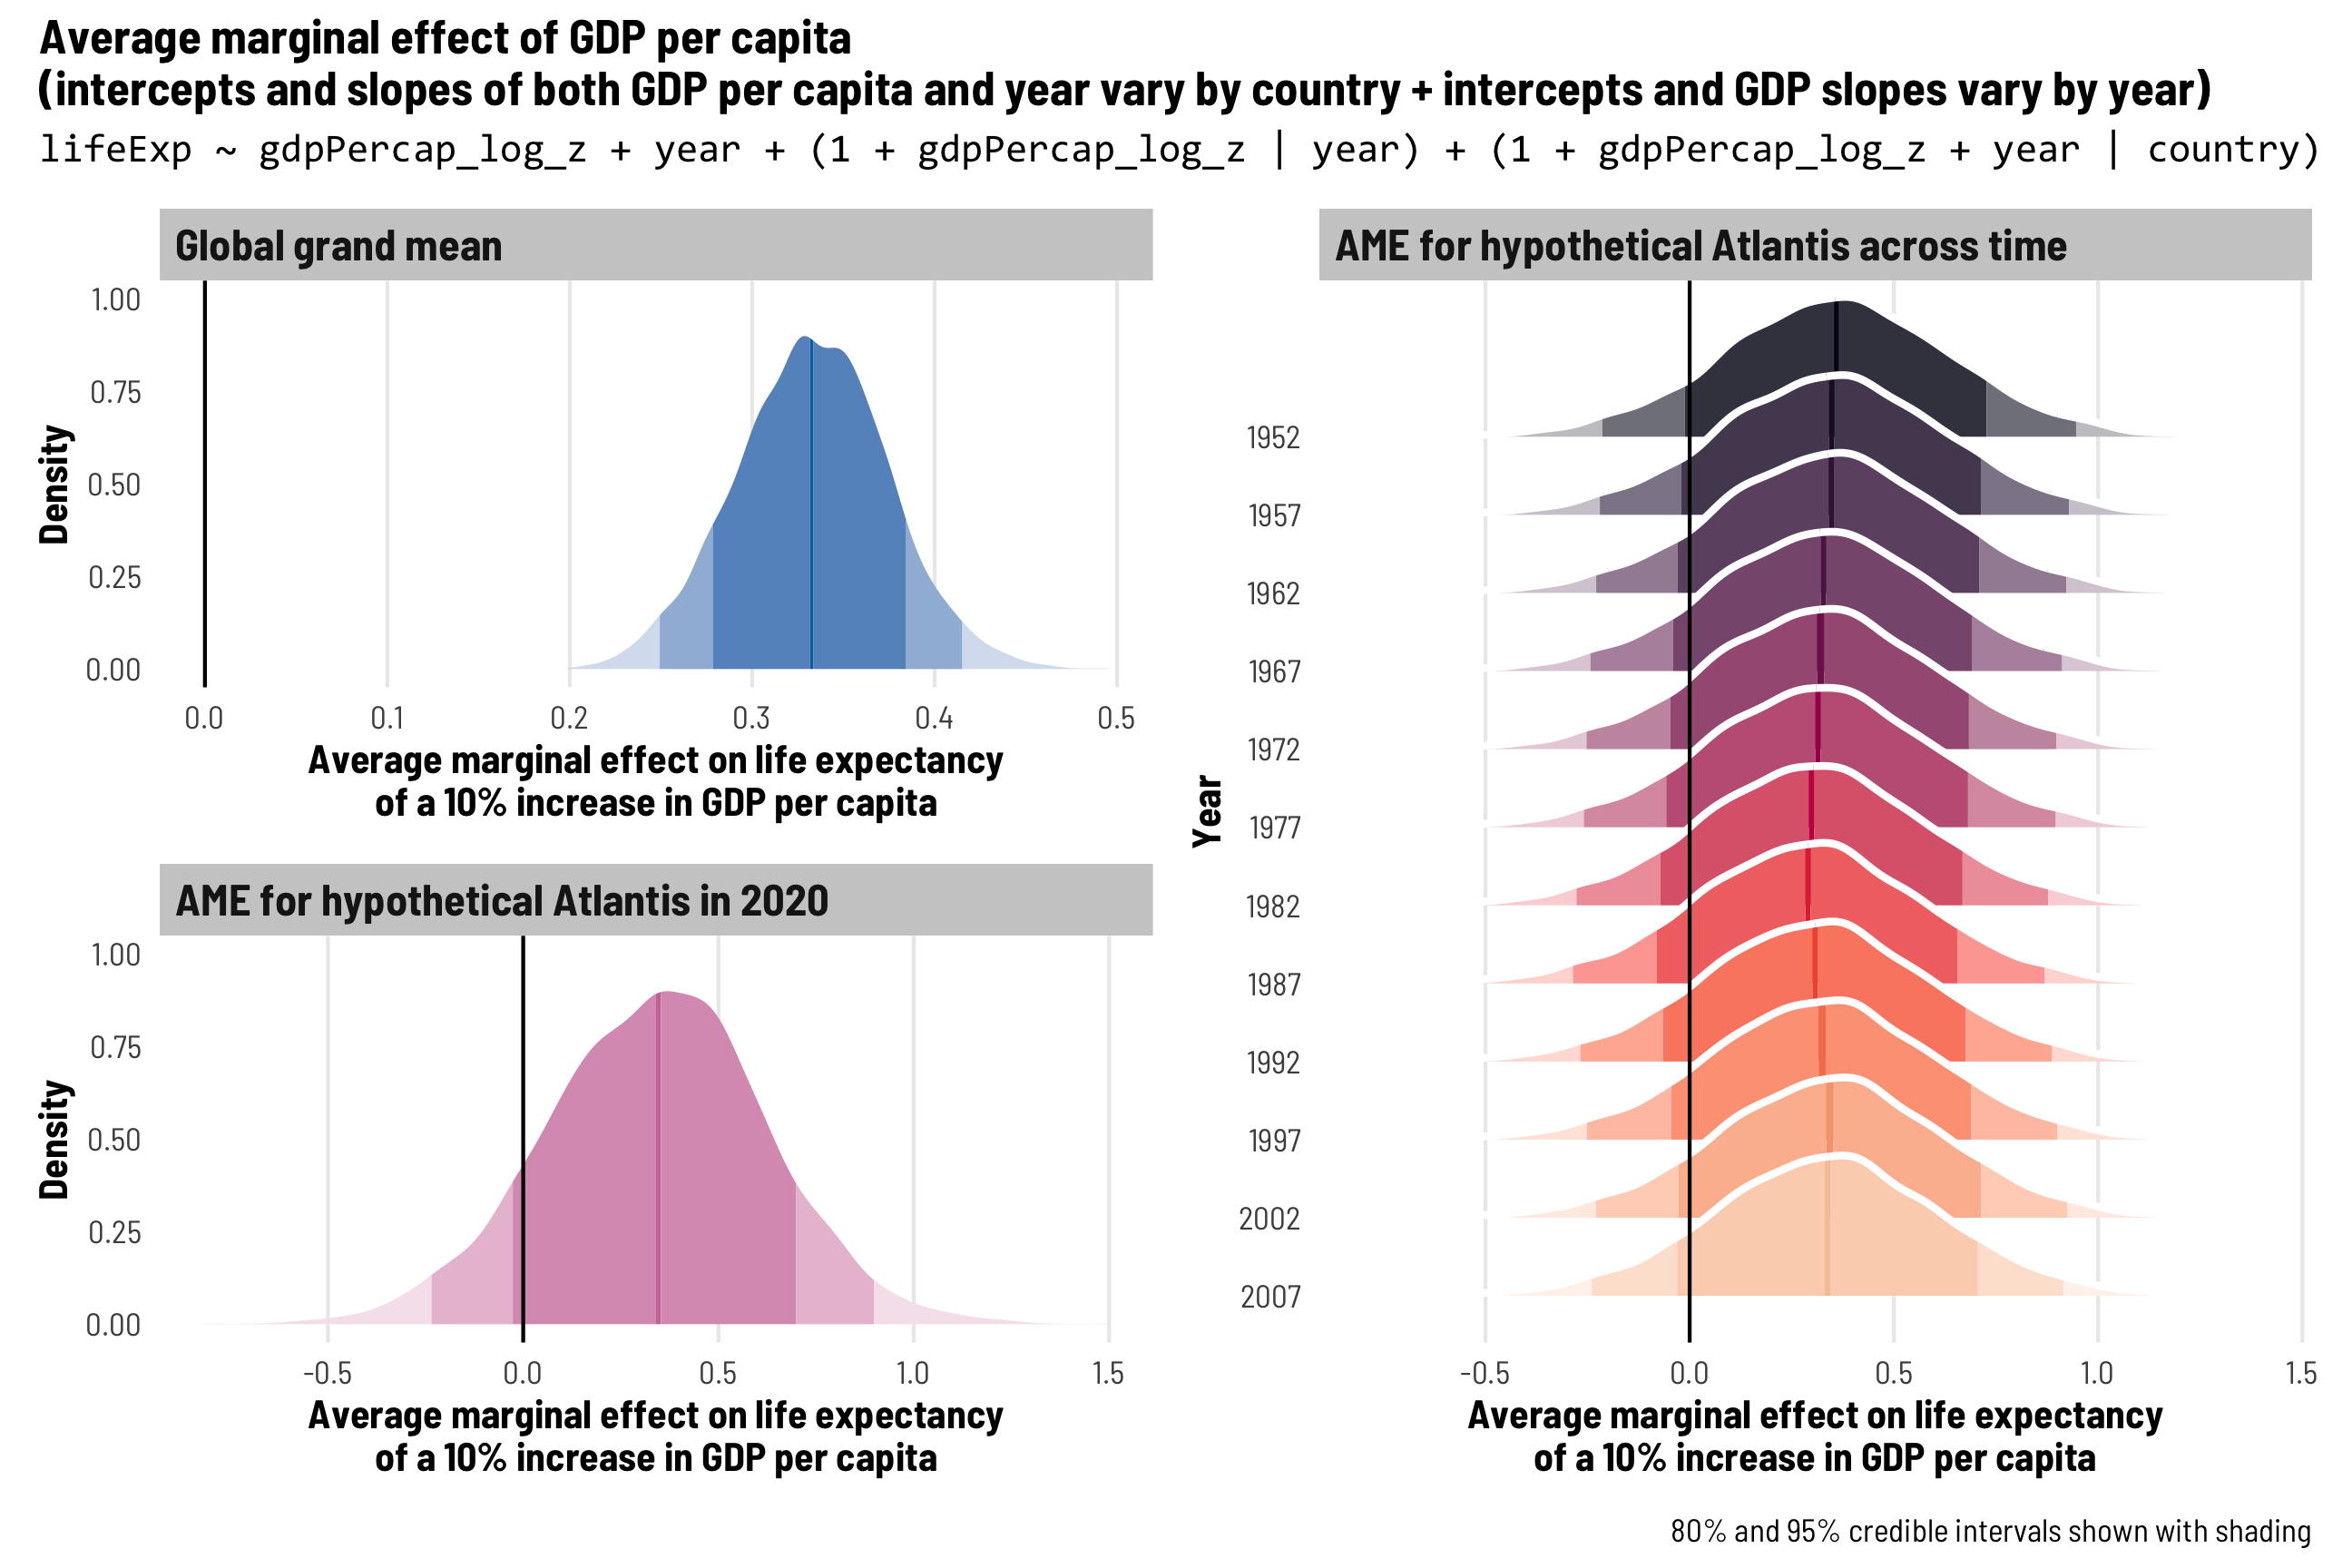 Average marginal effect of GDP per capita
(intercepts and slopes of both GDP per capita and year vary by country + intercepts and GDP slopes vary by year)
lifeExp ~ gdpPercap_log_z + year + (1 + gdpPercap_log_z | year) + (1 + gdpPercap_log_z + year | country)
Global grand mean
Density
1.00
0.75
0.50
0.25
0.00
0.0 0.1 0.2 0.3 0.4 0.5
Average marginal effect on life expectancy
of a 10% increase in GDP per capita
AME for hypothetical Atlantis in 2020
Density
1.00
0.75
0.50
0.25
0.00
-0.5 0.0 0.5 1.0 1.5
Average marginal effect on life expectancy
of a 10% increase in GDP per capita
AME for hypothetical Atlantis across time
Year
1952
1957
1962
1967
1972
1977
1982
1987
1992
1997
2002
2007
-0.5 0.0 0.5 1.0 1.5
Average marginal effect on life expectancy
of a 10% increase in GDP per capita
80% and 95% credible intervals shown with shading